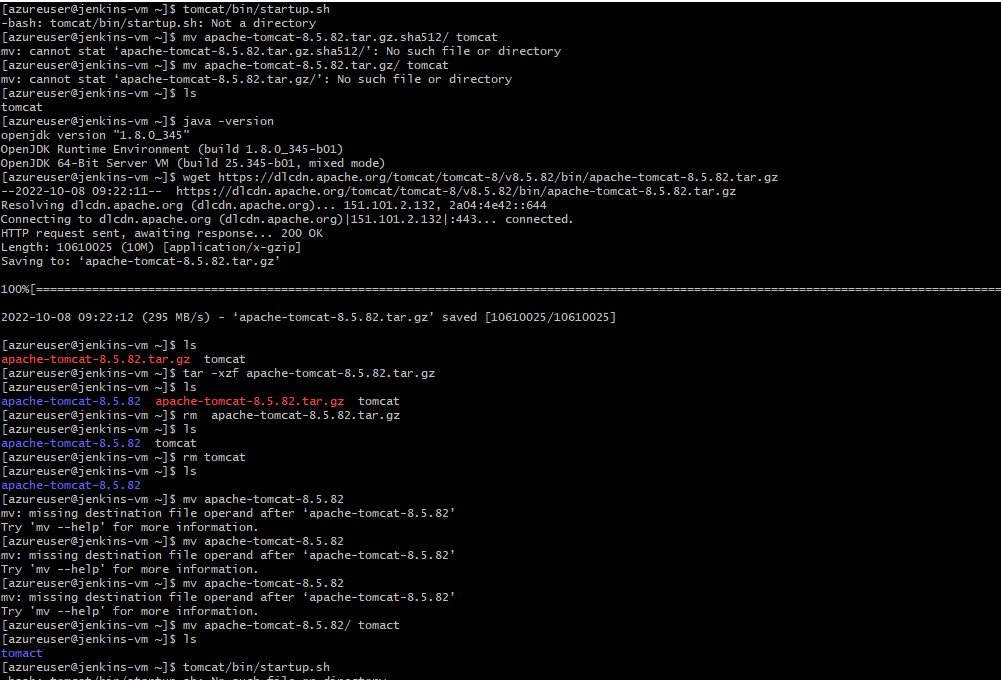 [azureuser@jenkins-vm ~]$ tomcat/bin/startup.sh
-bash: tomcat/bin/startup.sh: Not a directory
[azureuser@jenkins-vm ~]$ mv apache-tomcat-8.5.82.tar.gz.sha512/ tomcat
mv: cannot stat ‘apache-tomcat-8.5.82.tar.gz.sha512/’: No such file or directory
[azureuser@jenkins-vm ~]$ mv apache-tomcat-8.5.82.tar.gz/ tomcat
mv: cannot stat ‘apache-tomcat-8.5.82.tar.gz/’: No such file or directory
[azureuser@jenkins-vm ~]$ ls
tomcat
[azureuser@jenkins-vm ~]$ java -version
openjdk version "1.8.0_345"
OpenJDK Runtime Environment (build 1.8.0_345-b01)
OpenJDK 64-Bit Server VM (build 25.345-b01, mixed mode)
[azureuser@jenkins-vm ~]$ wget https://dlcdn.apache.org/tomcat/tomcat-8/v8.5.82/bin/apache-tomcat-8.5.82.tar.gz
--2022-10-08 09:22:11--  https://dlcdn.apache.org/tomcat/tomcat-8/v8.5.82/bin/apache-tomcat-8.5.82.tar.gz
Resolving dlcdn.apache.org (dlcdn.apache.org)... 151.101.2.132, 2a04:4e42::644
Connecting to dlcdn.apache.org (dlcdn.apache.org)|151.101.2.132|:443... connected.
HTTP request sent, awaiting response... 200 OK
Length: 10610025 (10M) [application/x-gzip]
Saving to: ‘apache-tomcat-8.5.82.tar.gz’
100%[==========================================================================================================================================
2022-10-08 09:22:12 (295 MB/s) - ‘apache-tomcat-8.5.82.tar.gz’ saved [10610025/10610025]
[azureuser@jenkins-vm ~]$ ls
apache-tomcat-8.5.82.tar.gz  tomcat
[azureuser@jenkins-vm ~]$ tar -xzf apache-tomcat-8.5.82.tar.gz
[azureuser@jenkins-vm ~]$ ls
apache-tomcat-8.5.82  apache-tomcat-8.5.82.tar.gz  tomcat
[azureuser@jenkins-vm ~]$ rm  apache-tomcat-8.5.82.tar.gz
[azureuser@jenkins-vm ~]$ ls
apache-tomcat-8.5.82  tomcat
[azureuser@jenkins-vm ~]$ rm tomcat
[azureuser@jenkins-vm ~]$ ls
apache-tomcat-8.5.82
[azureuser@jenkins-vm ~]$ mv apache-tomcat-8.5.82
mv: missing destination file operand after ‘apache-tomcat-8.5.82’
Try 'mv --help' for more information.
[azureuser@jenkins-vm ~]$ mv apache-tomcat-8.5.82
mv: missing destination file operand after ‘apache-tomcat-8.5.82’
Try 'mv --help' for more information.
[azureuser@jenkins-vm ~]$ mv apache-tomcat-8.5.82
mv: missing destination file operand after ‘apache-tomcat-8.5.82’
Try 'mv --help' for more information.
[azureuser@jenkins-vm ~]$ mv apache-tomcat-8.5.82/ tomact
[azureuser@jenkins-vm ~]$ ls
tomact
[azureuser@jenkins-vm ~]$ tomcat/bin/startup.sh
-bash: tomcat/bin/startup.sh: No such file or directory